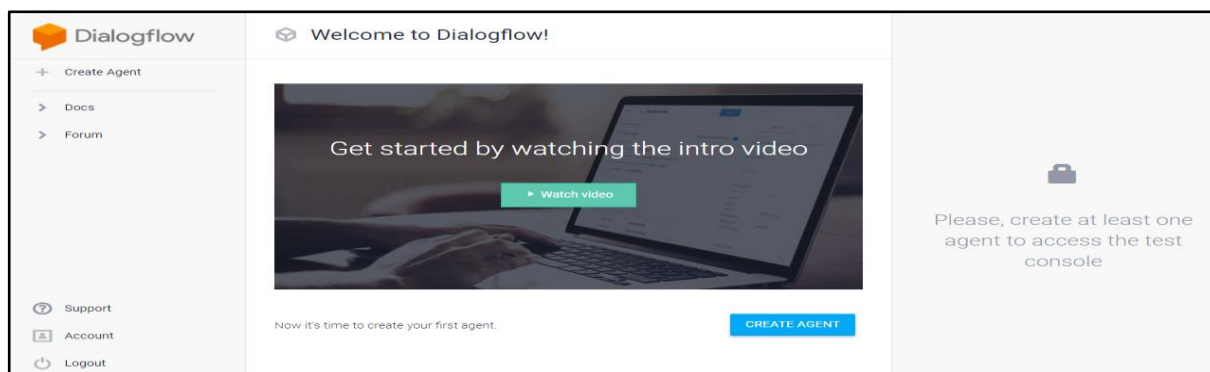 Dialogflow
Create Agent
Docs
Forum
Support
Account
Logout
Welcome to Dialogflow!
Get started by watching the intro video
Watch video
Now it's time to create your first agent.
CREATE AGENT
Please, create at least one
agent to access the test
console